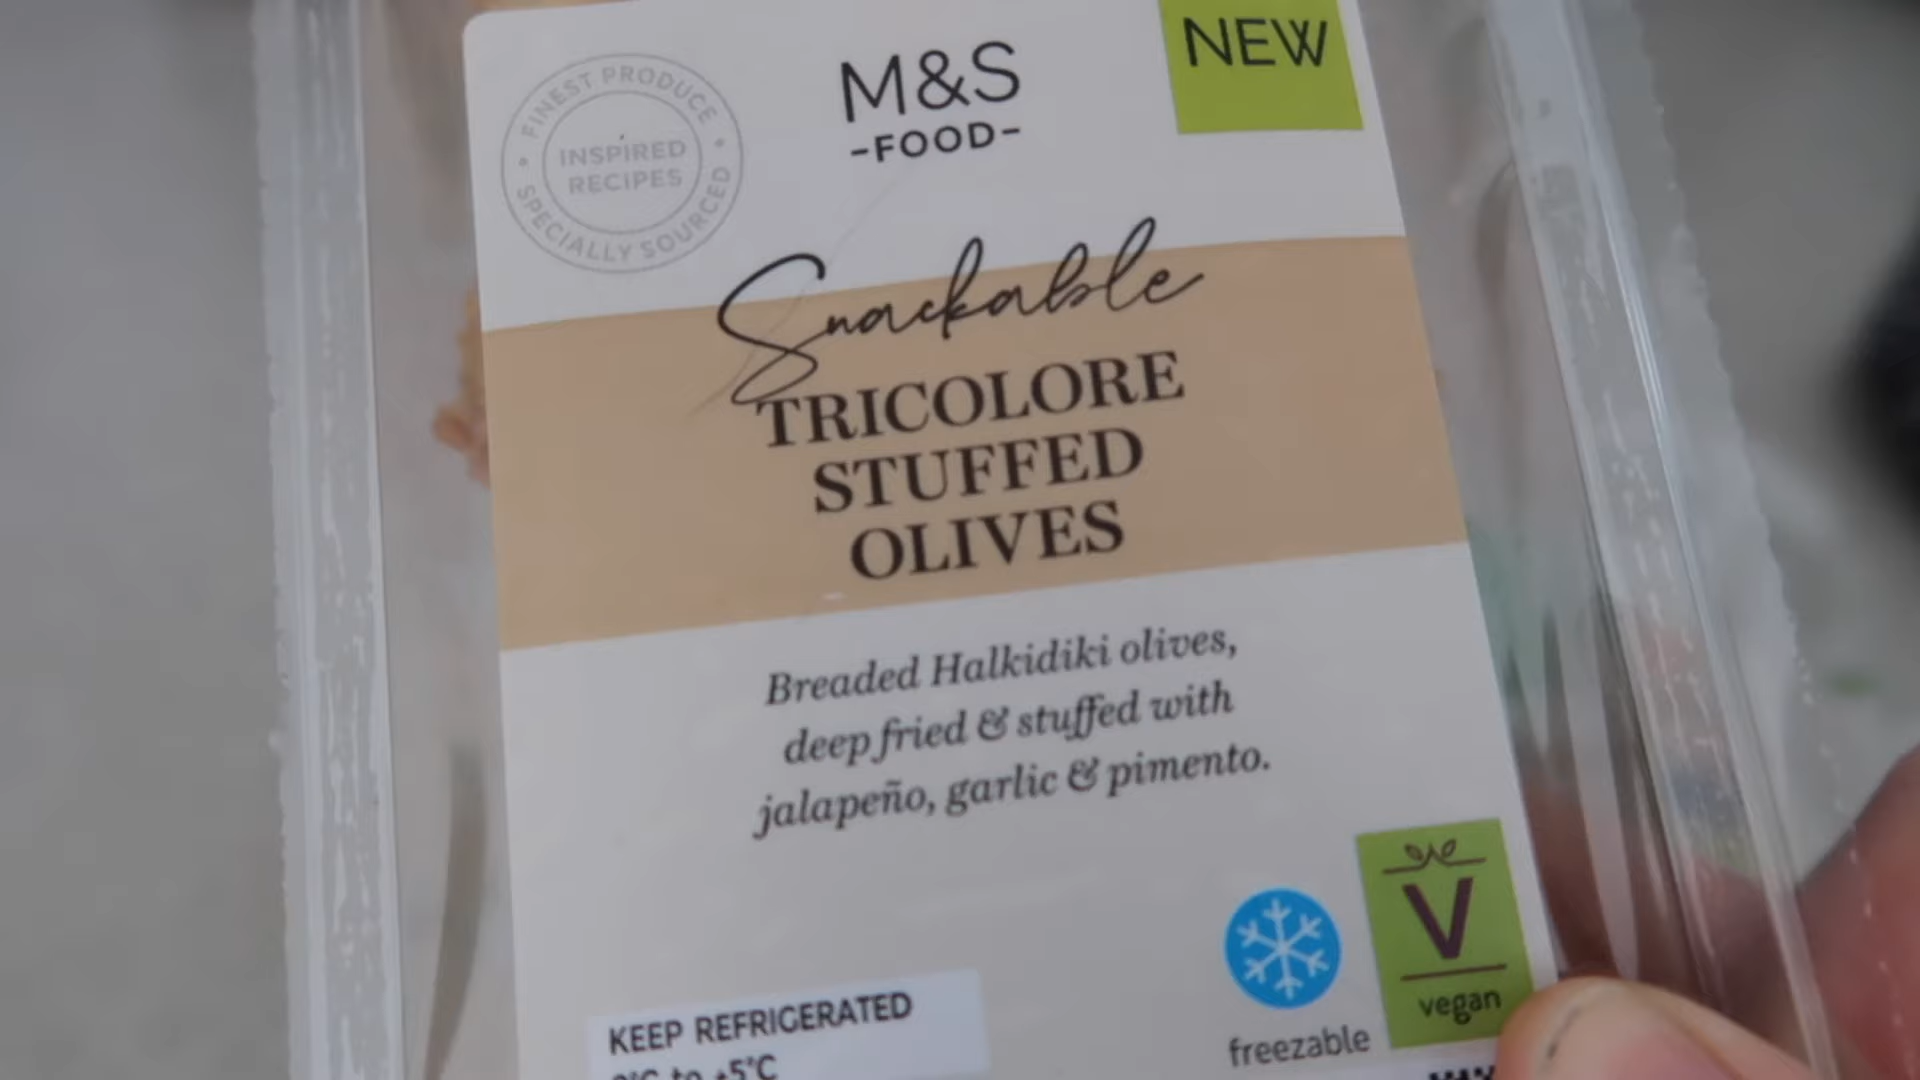 FINEST PRODUCE
INSPIRED
RECIPES
SPECIALLY SOURCED
M&S
-FOOD-
NEW
Snackable
TRICOLORE
STUFFED
OLIVES
Breaded Halkidiki olives,
deep fried & stuffed with
jalapeño, garlic & pimento.
V
vegan
freezable
KEEP REFRIGERATED
0°C to +5°C